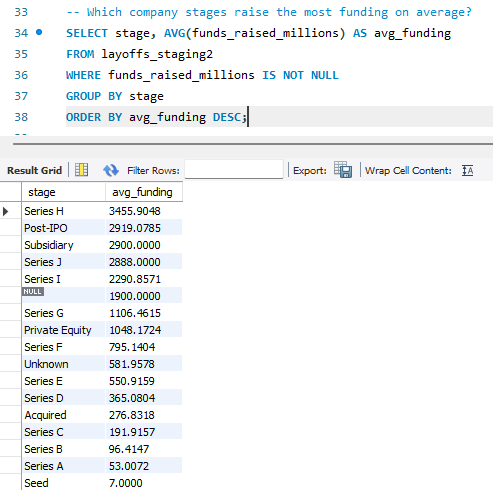 33 -- Which company stages raise the most funding on average?
34 SELECT stage, AVG(funds_raised_millions) AS avg_funding
35 FROM layoffs_staging2
36 WHERE funds_raised_millions IS NOT NULL
37 GROUP BY stage
38 ORDER BY avg_funding DESC;
Result Grid Filter Rows: Export: Wrap Cell Content: IA
stage avg_funding
Series H 3455.9048
Post-IPO 2919.0785
Subsidiary 2900.0000
Series J 2888.0000
Series I 2290.8571
NULL 1900.0000
Series G 1106.4615
Private Equity 1048.1724
Series F 795.1404
Unknown 581.9578
Series E 550.9159
Series D 365.0804
Acquired 276.8318
Series C 191.9157
Series B 96.4147
Series A 53.0072
Seed 7.0000